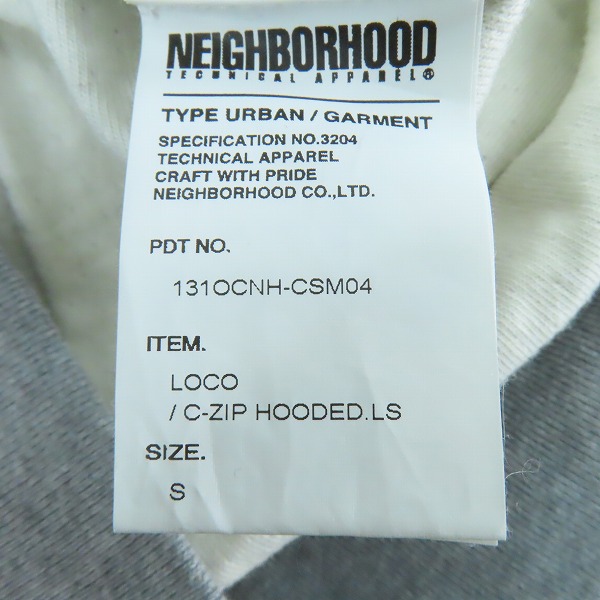 NEIGHBORHOOD
TECHNICAL APPAREL®
TYPE URBAN / GARMENT
SPECIFICATION NO.3204
TECHNICAL APPAREL
CRAFT WITH PRIDE
NEIGHBORHOOD CO.,LTD.
PDT NO.
131OCNH-CSM04
ITEM.
LOCO
/ C-ZIP HOODED.LS
SIZE.
S